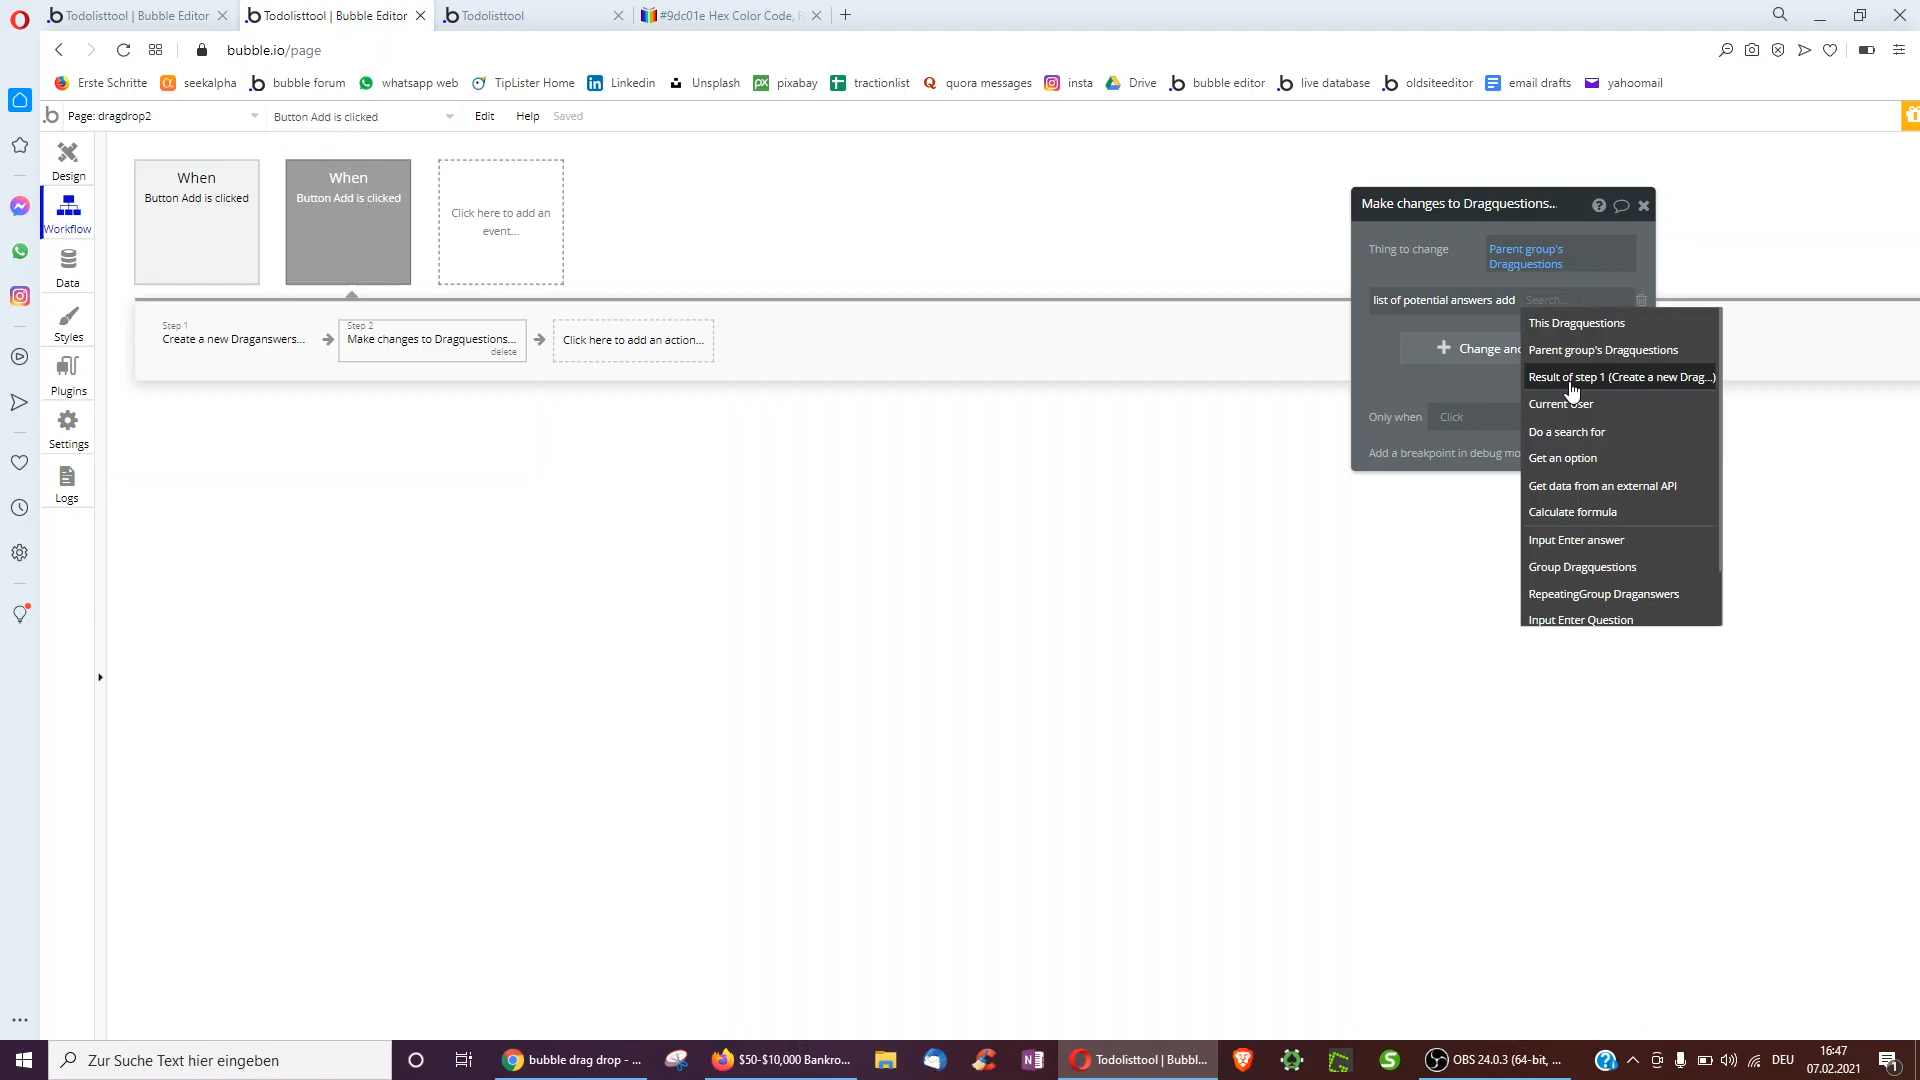 Todolisttool | Bubble Editor
Todolisttool | Bubble Editor
Todolisttool
#9dc01e Hex Color Code,
bubble.io/page
Erste Schritte
seekalpha
bubble forum
whatsapp web
TipLister Home
Linkedin
Unsplash
pixabay
tractionlist
quora messages
insta
Drive
bubble editor
live database
oldsiteeditor
email drafts
yahoomail
Page: dragdrop2
Button Add is clicked
Edit
Help
Saved
Design
Workflow
Data
Styles
Plugins
Settings
Logs
When
Button Add is clicked
When
Button Add is clicked
Click here to add an
event...
Step 1
Create a new Draganswers...
Step 2
Make changes to Dragquestions...
delete
Click here to add an action...
Make changes to Dragquestions...
Thing to change
Parent group's
Dragquestions
list of potential answers add
Search...
Change ano
Only when
Click
Add a breakpoint in debug mo
This Dragquestions
Parent group's Dragquestions
Result of step 1 (Create a new Drag...)
Current User
Do a search for
Get an option
Get data from an external API
Calculate formula
Input Enter answer
Group Dragquestions
RepeatingGroup Draganswers
Input Enter Question
Zur Suche Text hier eingeben
bubble drag drop - ...
$50-$10,000 Bankro...
Todolisttool | Bubbl...
OBS 24.0.3 (64-bit, ...
DEU
16:47
07.02.2021
1